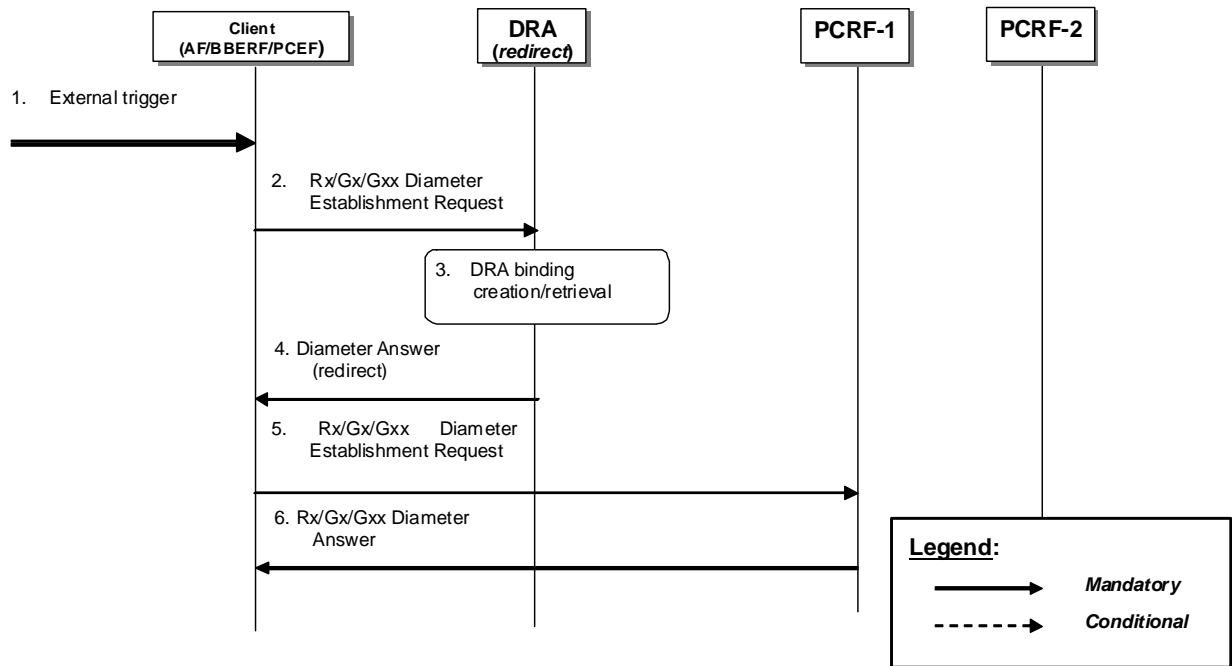 Client
(AF/BBERF/PCEF)
DRA
(redirect)
PCRF-1
PCRF-2
1. External trigger
2. Rx/Gx/Gxx Diameter
Establishment Request
3. DRA binding
creation/retrieval
4. Diameter Answer
(redirect)
5. Rx/Gx/Gxx Diameter
Establishment Request
6. Rx/Gx/Gxx Diameter
Answer
Legend:
Mandatory
Conditional